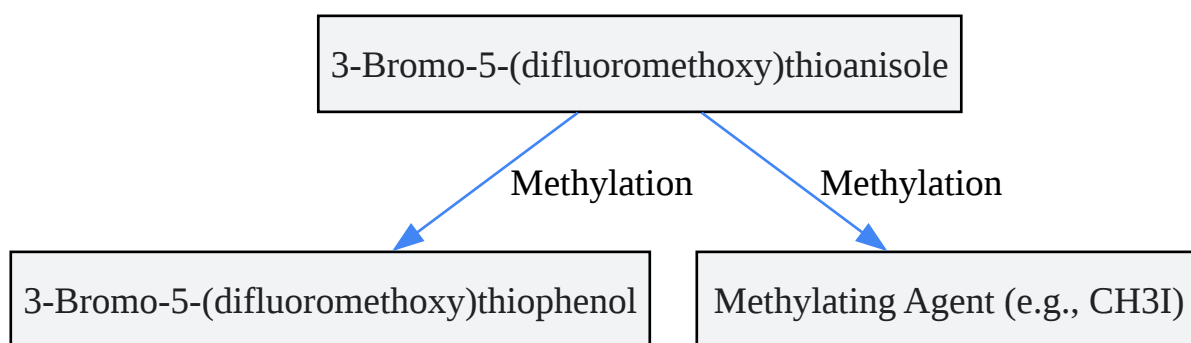 3-Bromo-5-(difluoromethoxy)thioanisole
Methylation
Methylation
3-Bromo-5-(difluoromethoxy)thiophenol
Methylating Agent (e.g., CH3I)